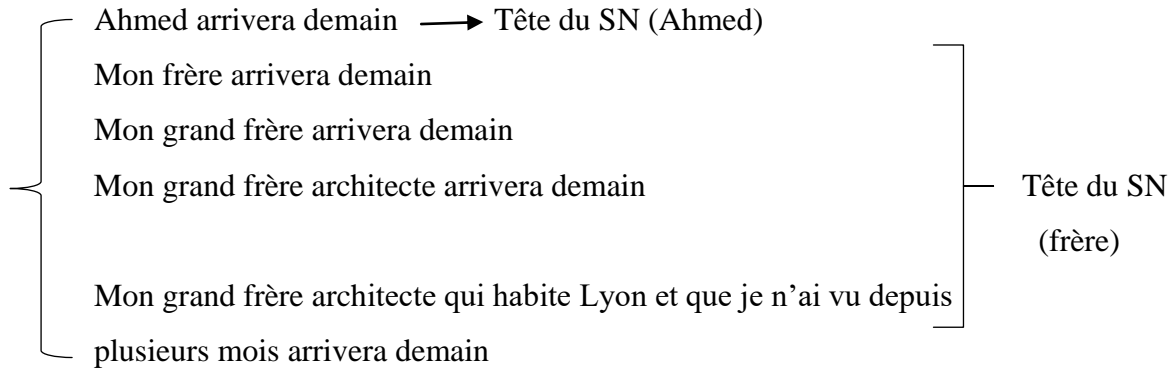 Ahmed arrivera demain Tête du SN (Ahmed)
Mon frère arrivera demain
Mon grand frère arrivera demain
Mon grand frère architecte arrivera demain
Tête du SN
(frère)
Mon grand frère architecte qui habite Lyon et que je n’ai vu depuis
plusieurs mois arrivera demain